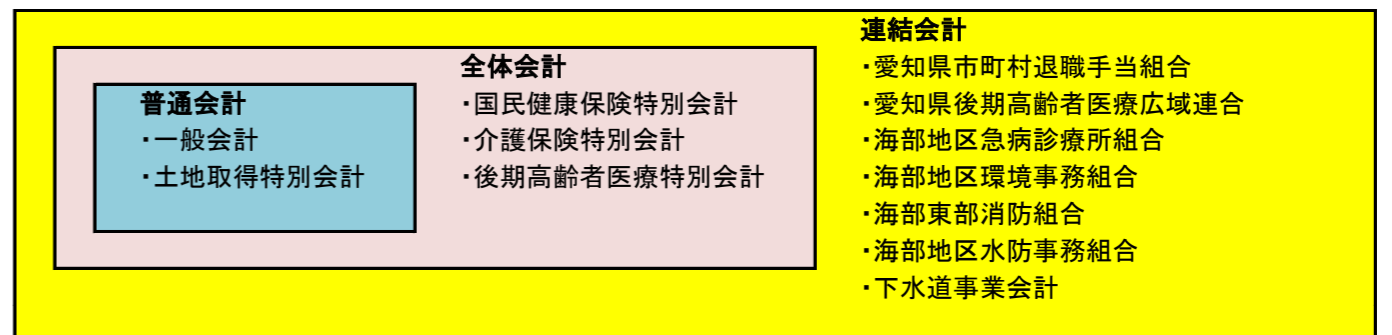 普通会計
・一般会計
・土地取得特別会計
全体会計
・国民健康保険特別会計
・介護保険特別会計
・後期高齢者医療特別会計
連結会計
・愛知県市町村退職手当組合
・愛知県後期高齢者医療広域連合
・海部地区急病診療所組合
・海部地区環境事務組合
・海部東部消防組合
・海部地区水防事務組合
・下水道事業会計